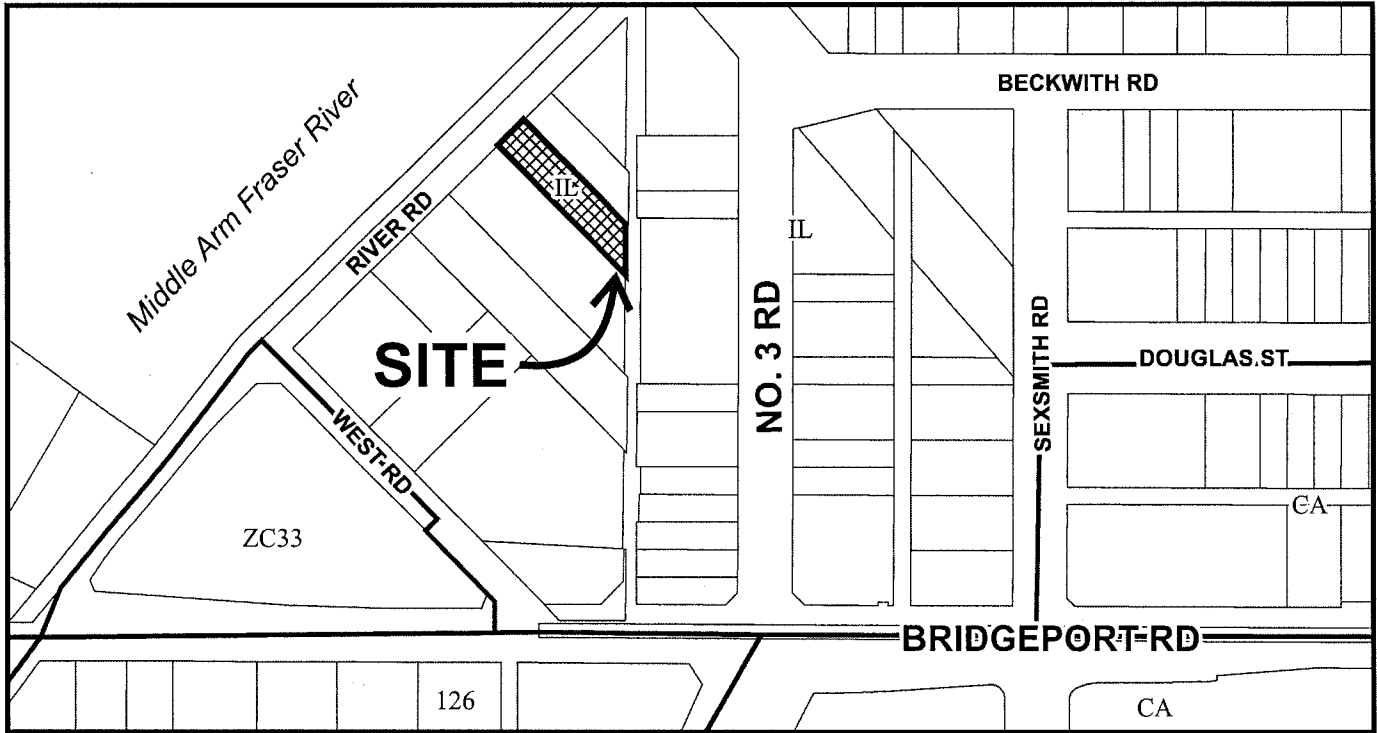 BECKWITH RD
Middle Arm Fraser River
IL
RIVER RD
IL
NO. 3 RD
SEXSMITH RD
SITE
DOUGLAS.ST
WEST RD
ZC33
CA
BRIDGEPORT RD
126
CA